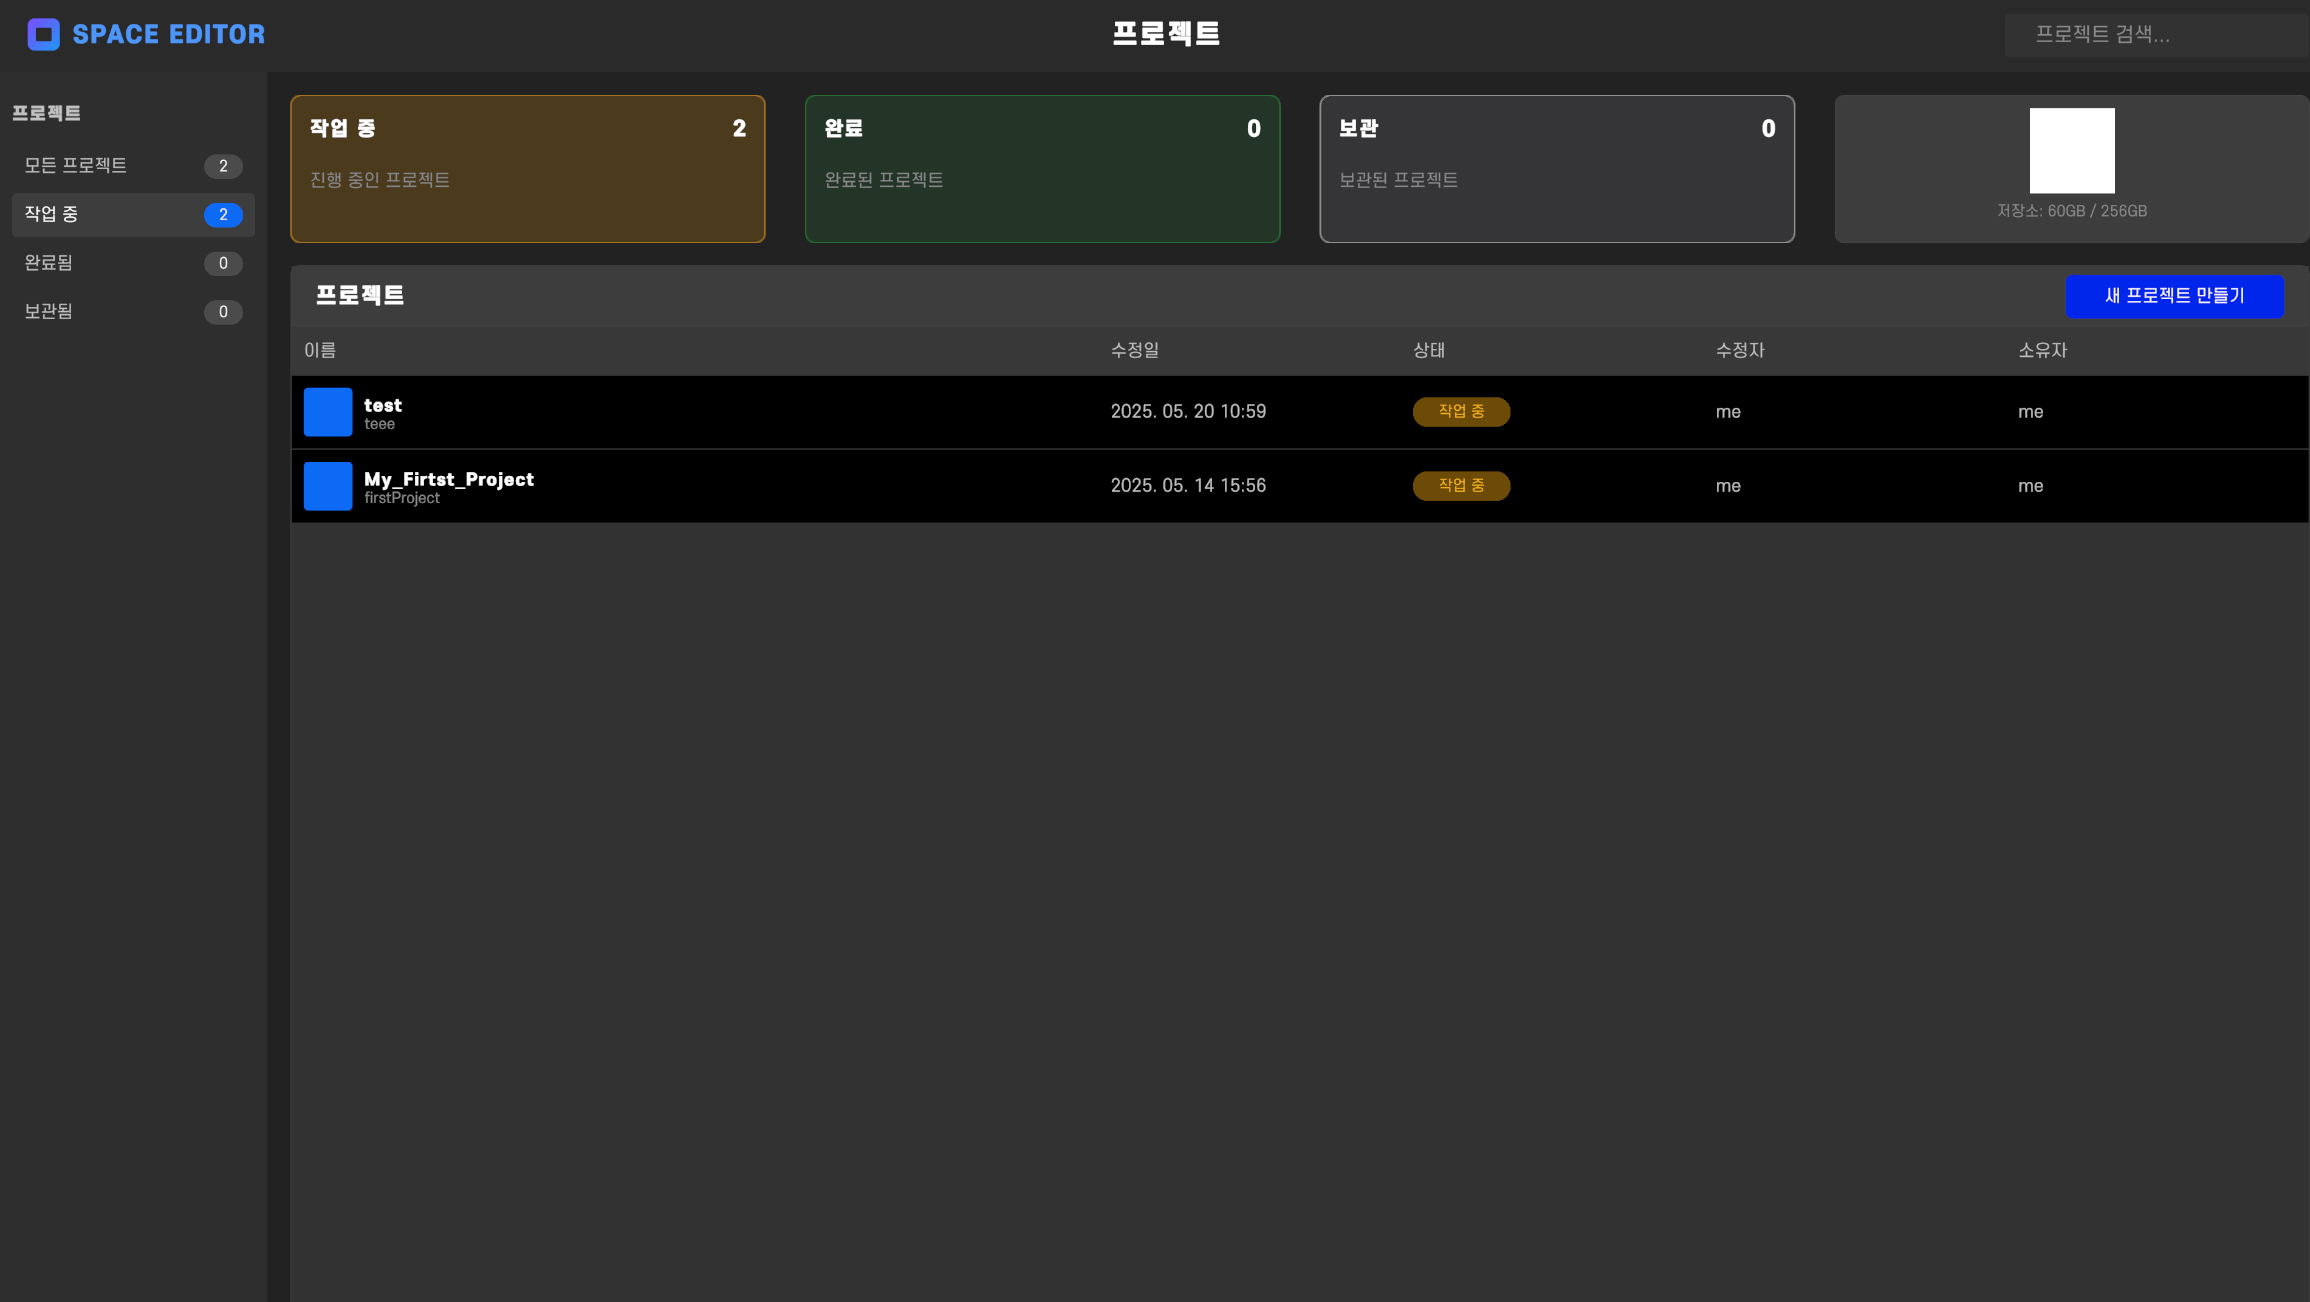 SPACE EDITOR
프로젝트
프로젝트 검색...
프로젝트
모든 프로젝트 2
작업 중 2
완료됨 0
보관됨 0
작업 중 2
진행 중인 프로젝트
완료 0
완료된 프로젝트
보관 0
보관된 프로젝트
저장소: 60GB / 256GB
프로젝트
새 프로젝트 만들기
이름 수정일 상태 수정자 소유자
test 2025. 05. 20 10:59 작업 중 me me
teee
My_Firtst_Project 2025. 05. 14 15:56 작업 중 me me
firstProject